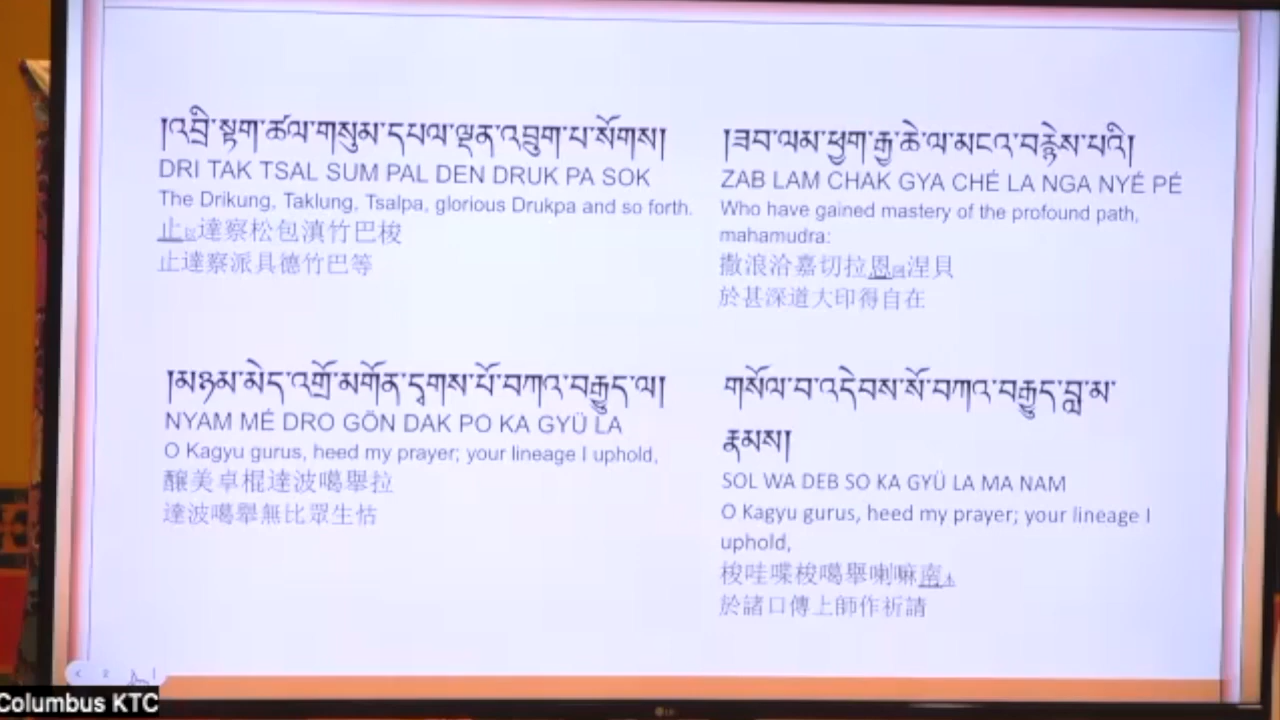 །འབྲི་སྟག་ཚལ་གསུམ་དཔལ་ལྡན་འབྲུག་པ་སོགས།
DRI TAK TSAL SUM PAL DEN DRUK PA SOK
The Drikung, Taklung, Tsalpa, glorious Drukpa and so forth.
止達察松包滇竹巴梭
止達察派具德竹巴等
།ཟབ་ལམ་ཕྱག་རྒྱ་ཆེ་ལ་མངའ་བརྙེས་པའི།
ZAB LAM CHAK GYA CHÉ LA NGA NYÉ PÉ
Who have gained mastery of the profound path,
mahamudra:
撒浪洽嘉切拉恩涅貝
於甚深道大印得自在
།མཉམ་མེད་འགྲོ་མགོན་དྭགས་པོ་བཀའ་བརྒྱུད་ལ།
NYAM MÉ DRO GÖN DAK PO KA GYÜ LA
O Kagyu gurus, heed my prayer; your lineage I uphold,
釀美卓棍達波噶舉拉
達波噶舉無比眾生怙
གསོལ་བ་འདེབས་སོ་བཀའ་བརྒྱུད་བླ་མ་
རྣམས།
SOL WA DEB SO KA GYÜ LA MA NAM
O Kagyu gurus, heed my prayer; your lineage I
uphold,
梭哇喋梭噶舉喇嘛南
於諸口傳上師作祈請
Columbus KTC
LG